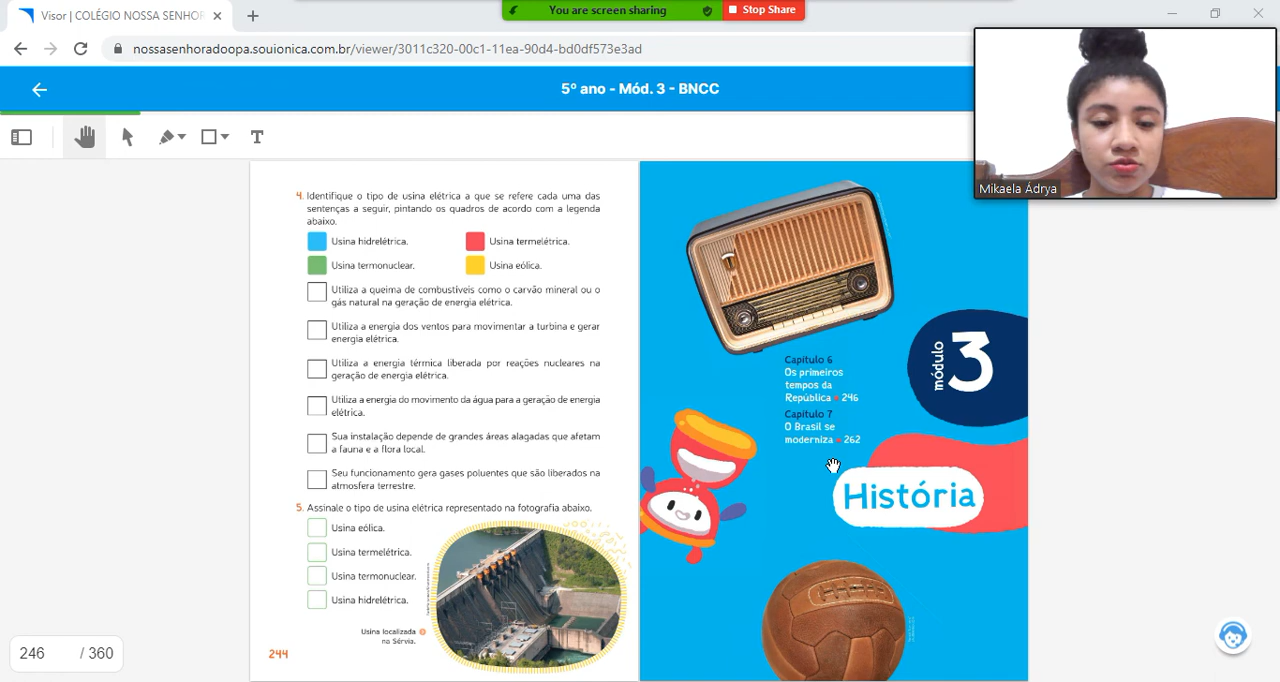 Visor | COLÉGIO NOSSA SENHOR
You are screen sharing
Stop Share
nossasenhoradoopa.souionica.com.br/viewer/3011c320-00c1-11ea-90d4-bd0df573e3ad
5º ano - Mód. 3 - BNCC
T
Mikaela Ádrya
4. Identifique o tipo de usina elétrica a que se refere cada uma das
sentenças a seguir, pintando os quadros de acordo com a legenda
abaixo.
Usina hidrelétrica.
Usina termelétrica.
Usina termonuclear.
Usina eólica.
Utiliza a queima de combustíveis como o carvão mineral ou o
gás natural na geração de energia elétrica.
Utiliza a energia dos ventos para movimentar a turbina e gerar
energia elétrica.
Utiliza a energia térmica liberada por reações nucleares na
geração de energia elétrica.
Utiliza a energia do movimento da água para a geração de energia
elétrica.
Sua instalação depende de grandes áreas alagadas que afetam
a fauna e a flora local.
Seu funcionamento gera gases poluentes que são liberados na
atmosfera terrestre.
5. Assinale o tipo de usina elétrica representado na fotografia abaixo.
Usina eólica.
Usina termelétrica.
Usina termonuclear.
Usina hidrelétrica.
Usina localizada
na Sérvia.
244
Capítulo 6
Os primeiros
tempos da
República • 246
Capítulo 7
O Brasil se
moderniza • 262
módulo
3
História
246 / 360